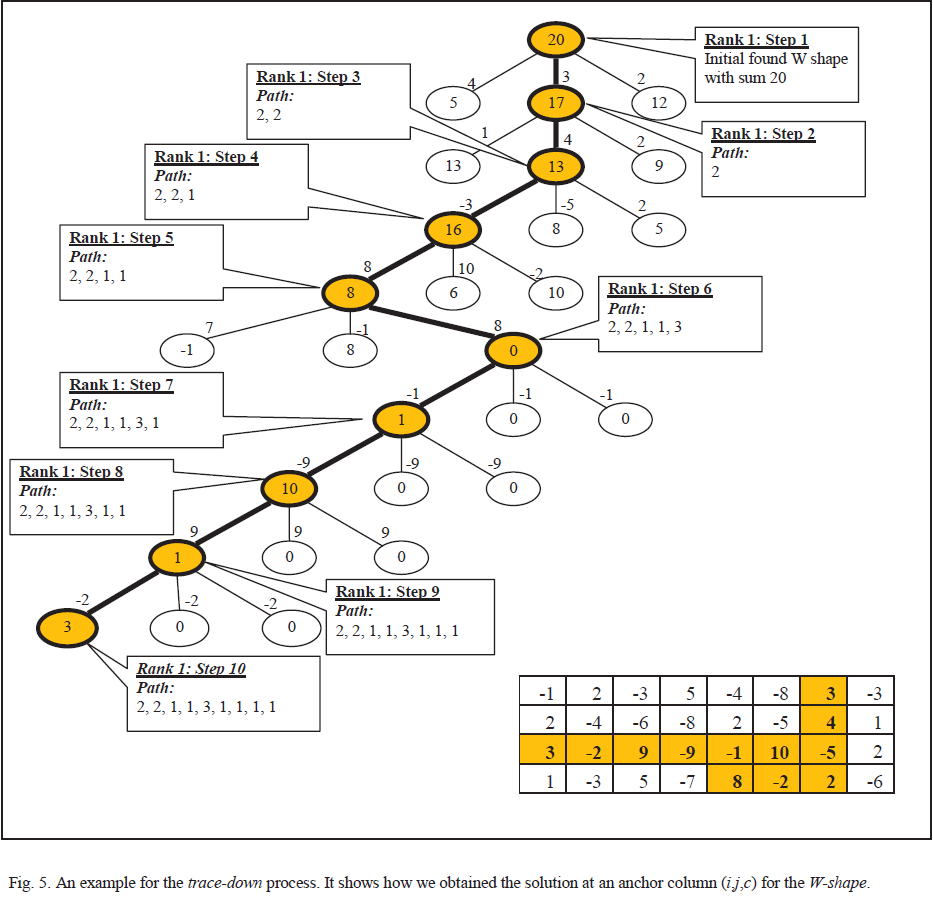 20
Rank 1: Step 1
Initial found W shape
with sum 20
4
3
2
5
17
12
Rank 1: Step 3
Path:
2, 2
Rank 1: Step 2
Path:
2
1
4
2
13
13
9
Rank 1: Step 4
Path:
2, 2, 1
-3
-5
2
16
8
5
Rank 1: Step 5
Path:
2, 2, 1, 1
8
10
-2
8
6
10
Rank 1: Step 6
Path:
2, 2, 1, 1, 3
7
-1
8
-1
8
0
Rank 1: Step 7
Path:
2, 2, 1, 1, 3, 1
-1
-1
-1
1
0
0
Rank 1: Step 8
Path:
2, 2, 1, 1, 3, 1, 1
-9
-9
-9
10
0
0
9
9
9
1
0
0
Rank 1: Step 9
Path:
2, 2, 1, 1, 3, 1, 1, 1
-2
-2
-2
3
0
0
Rank 1: Step 10
Path:
2, 2, 1, 1, 3, 1, 1, 1, 1
-1 2 -3 5 -4 -8 3 -3
2 -4 -6 -8 2 -5 4 1
3 -2 9 -9 -1 10 -5 2
1 -3 5 -7 8 -2 2 -6
Fig. 5. An example for the trace-down process. It shows how we obtained the solution at an anchor column (i,j,c) for the W-shape.